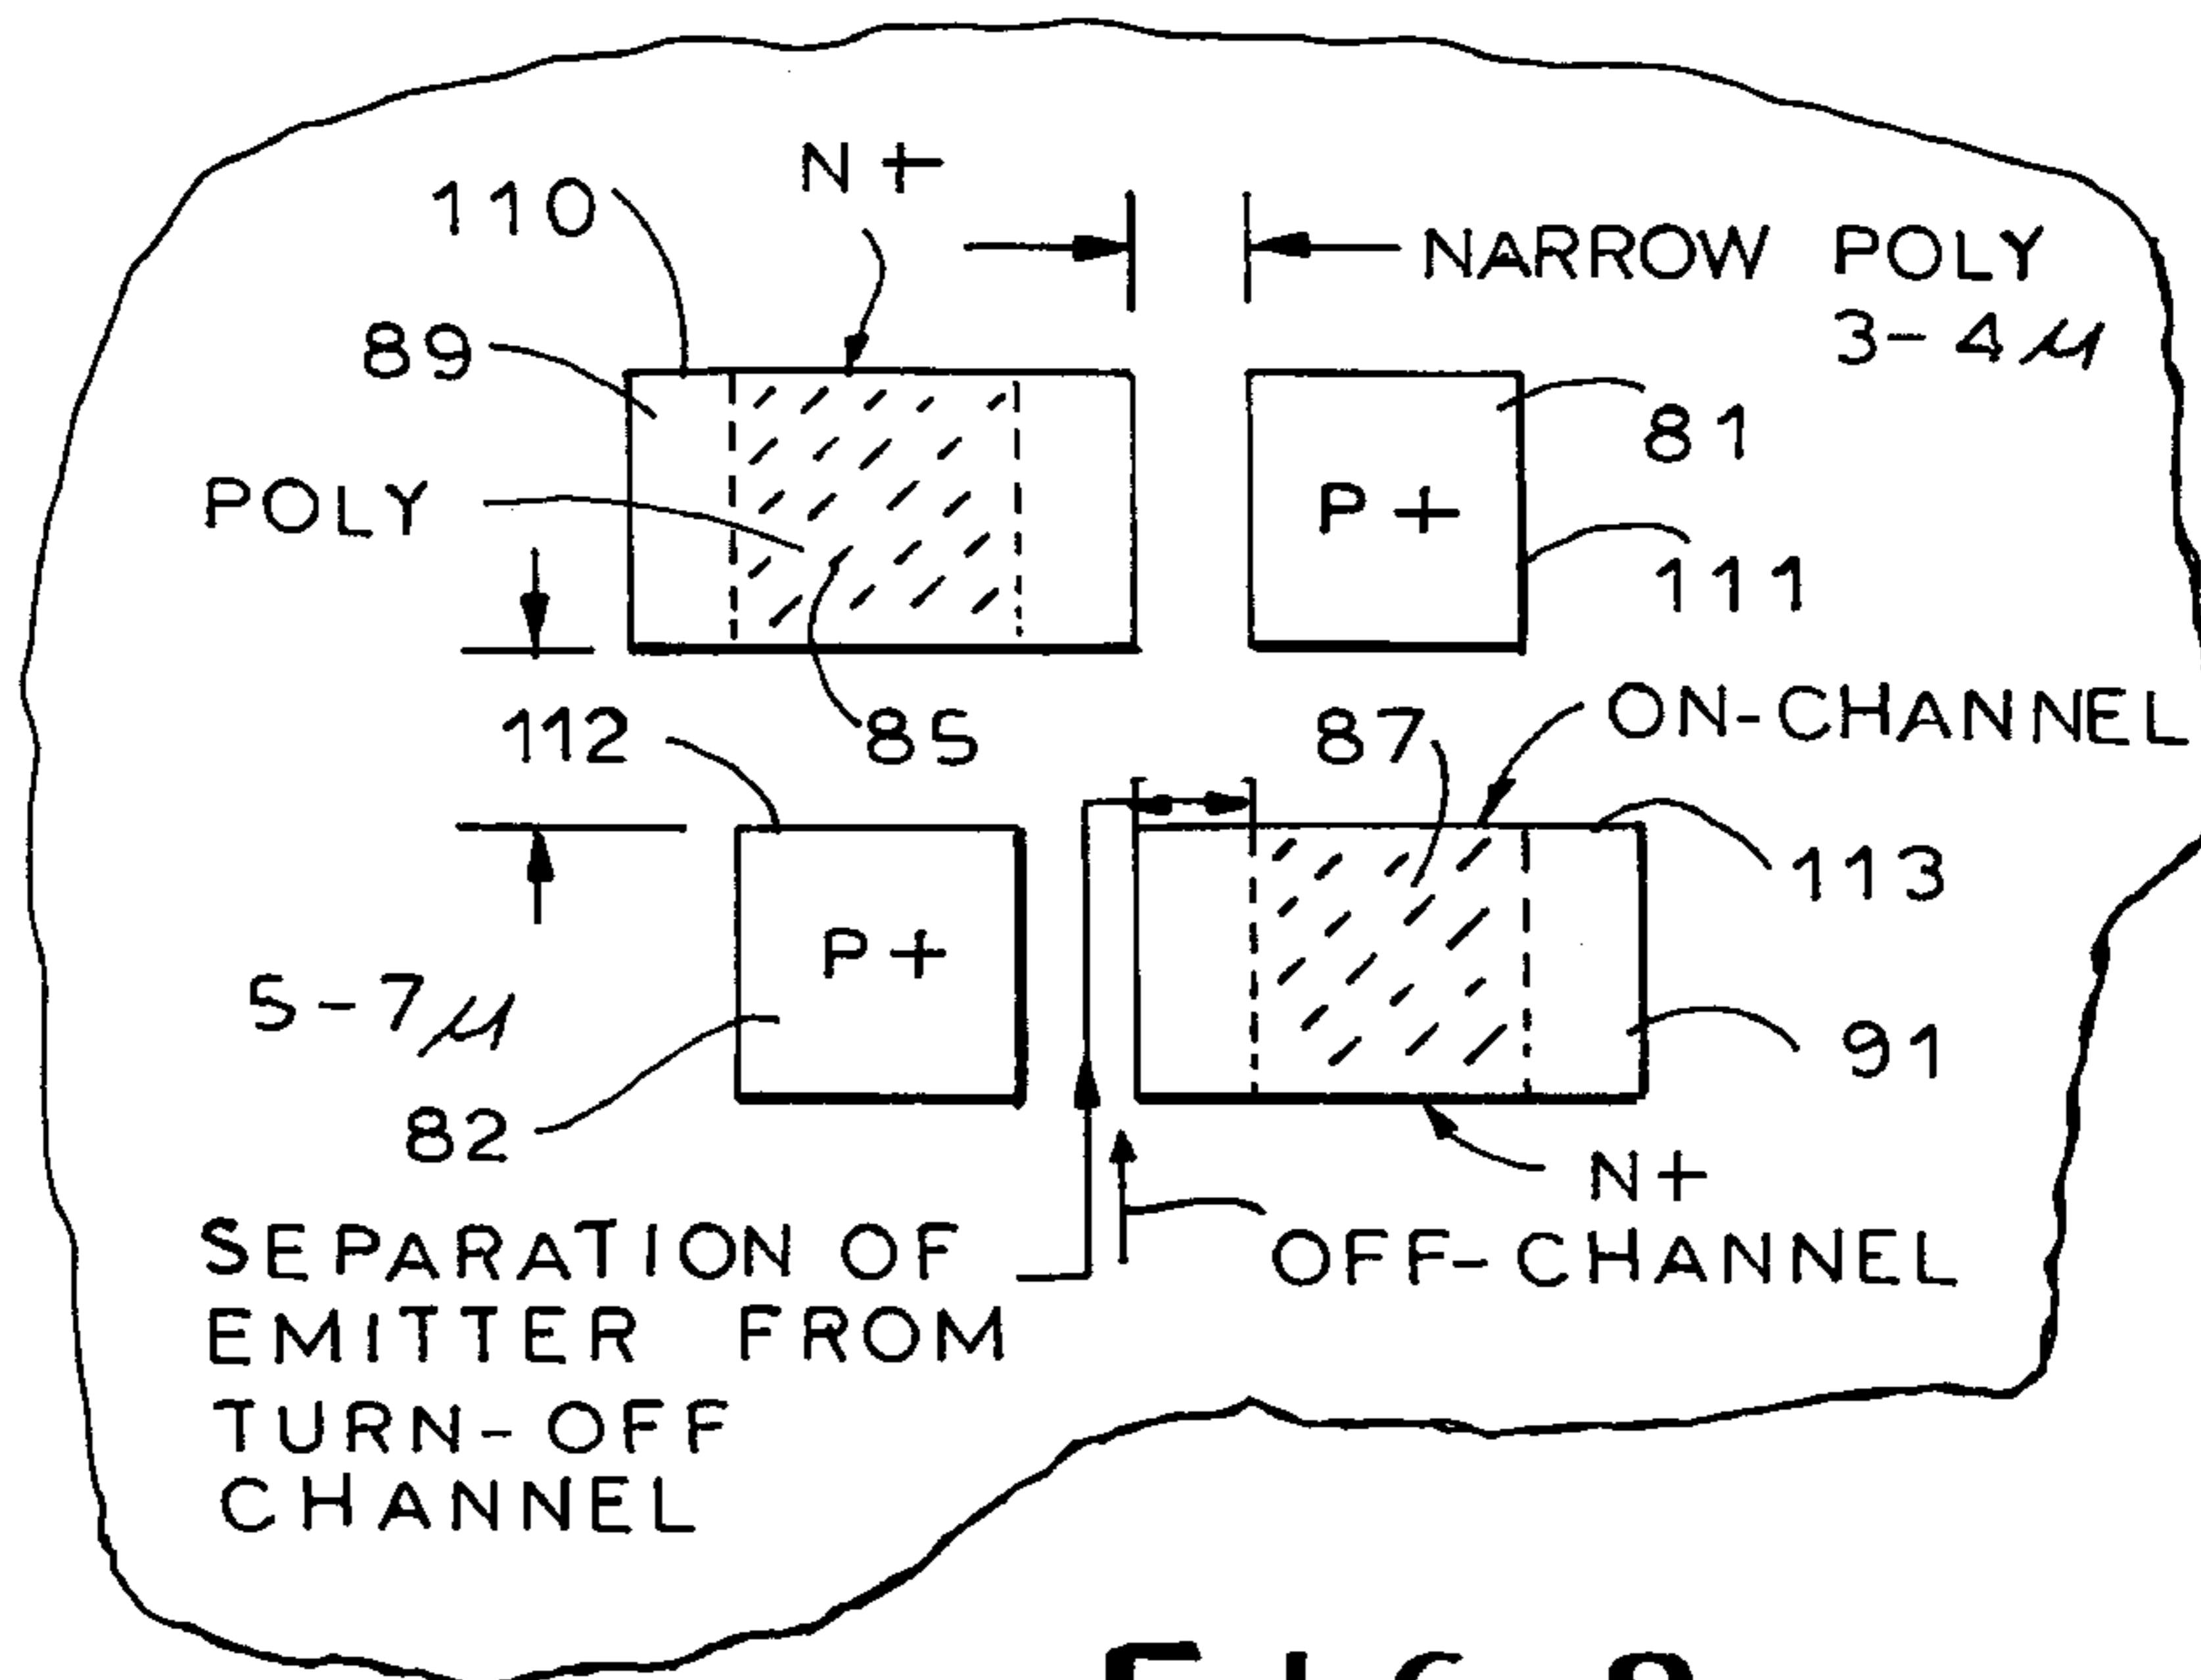 N+
110
NARROW POLY
3-4μ
89
81
POLY
P+
111
ON-CHANNEL
112
85
87
113
P+
5-7μ
91
82
N+
SEPARATION OF
EMITTER FROM
TURN-OFF
CHANNEL
OFF-CHANNEL